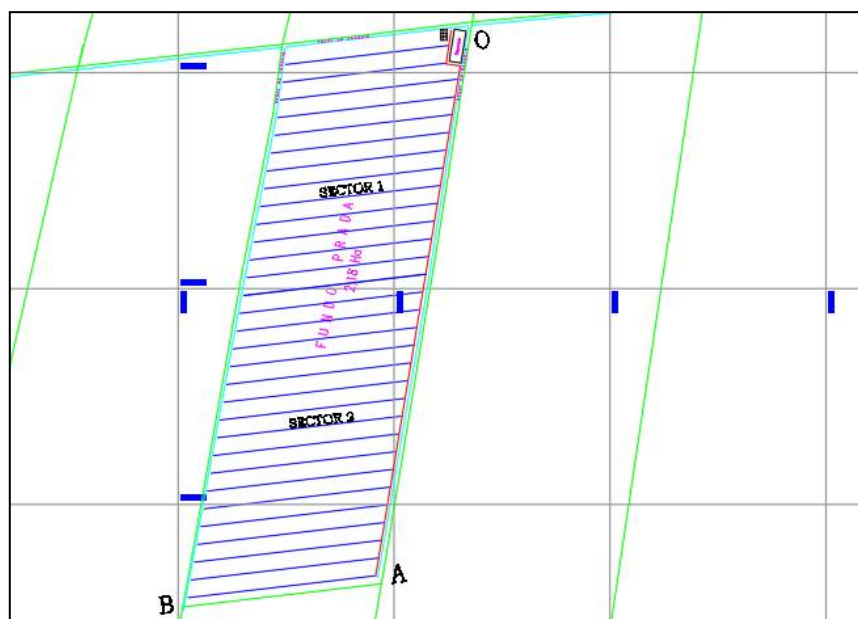 O
SECTOR 1
FUNDO PRADA
2.18 Ha
SECTOR 2
A
B